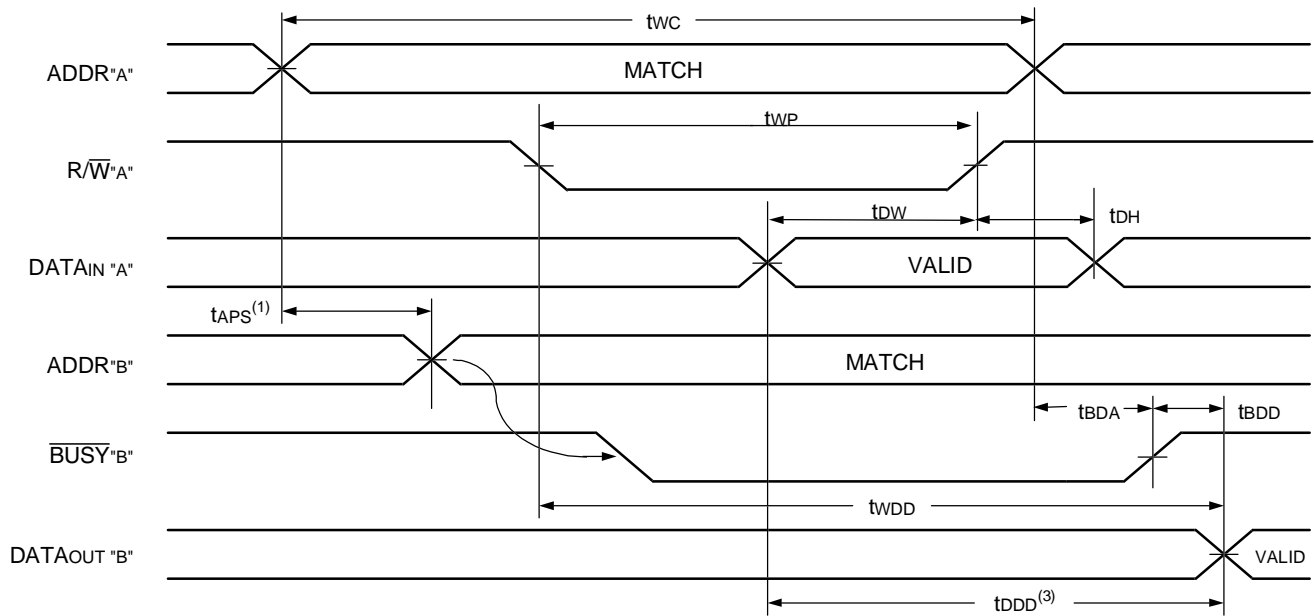 tWC
ADDR"A" MATCH
tWP
R/W̅"A"
tDW tDH
DATAIN "A" VALID
tAPS(1)
ADDR"B" MATCH
tBDA tBDD
B̅U̅S̅Y̅"B"
tWDD
DATAOUT "B" VALID
tDDD(3)